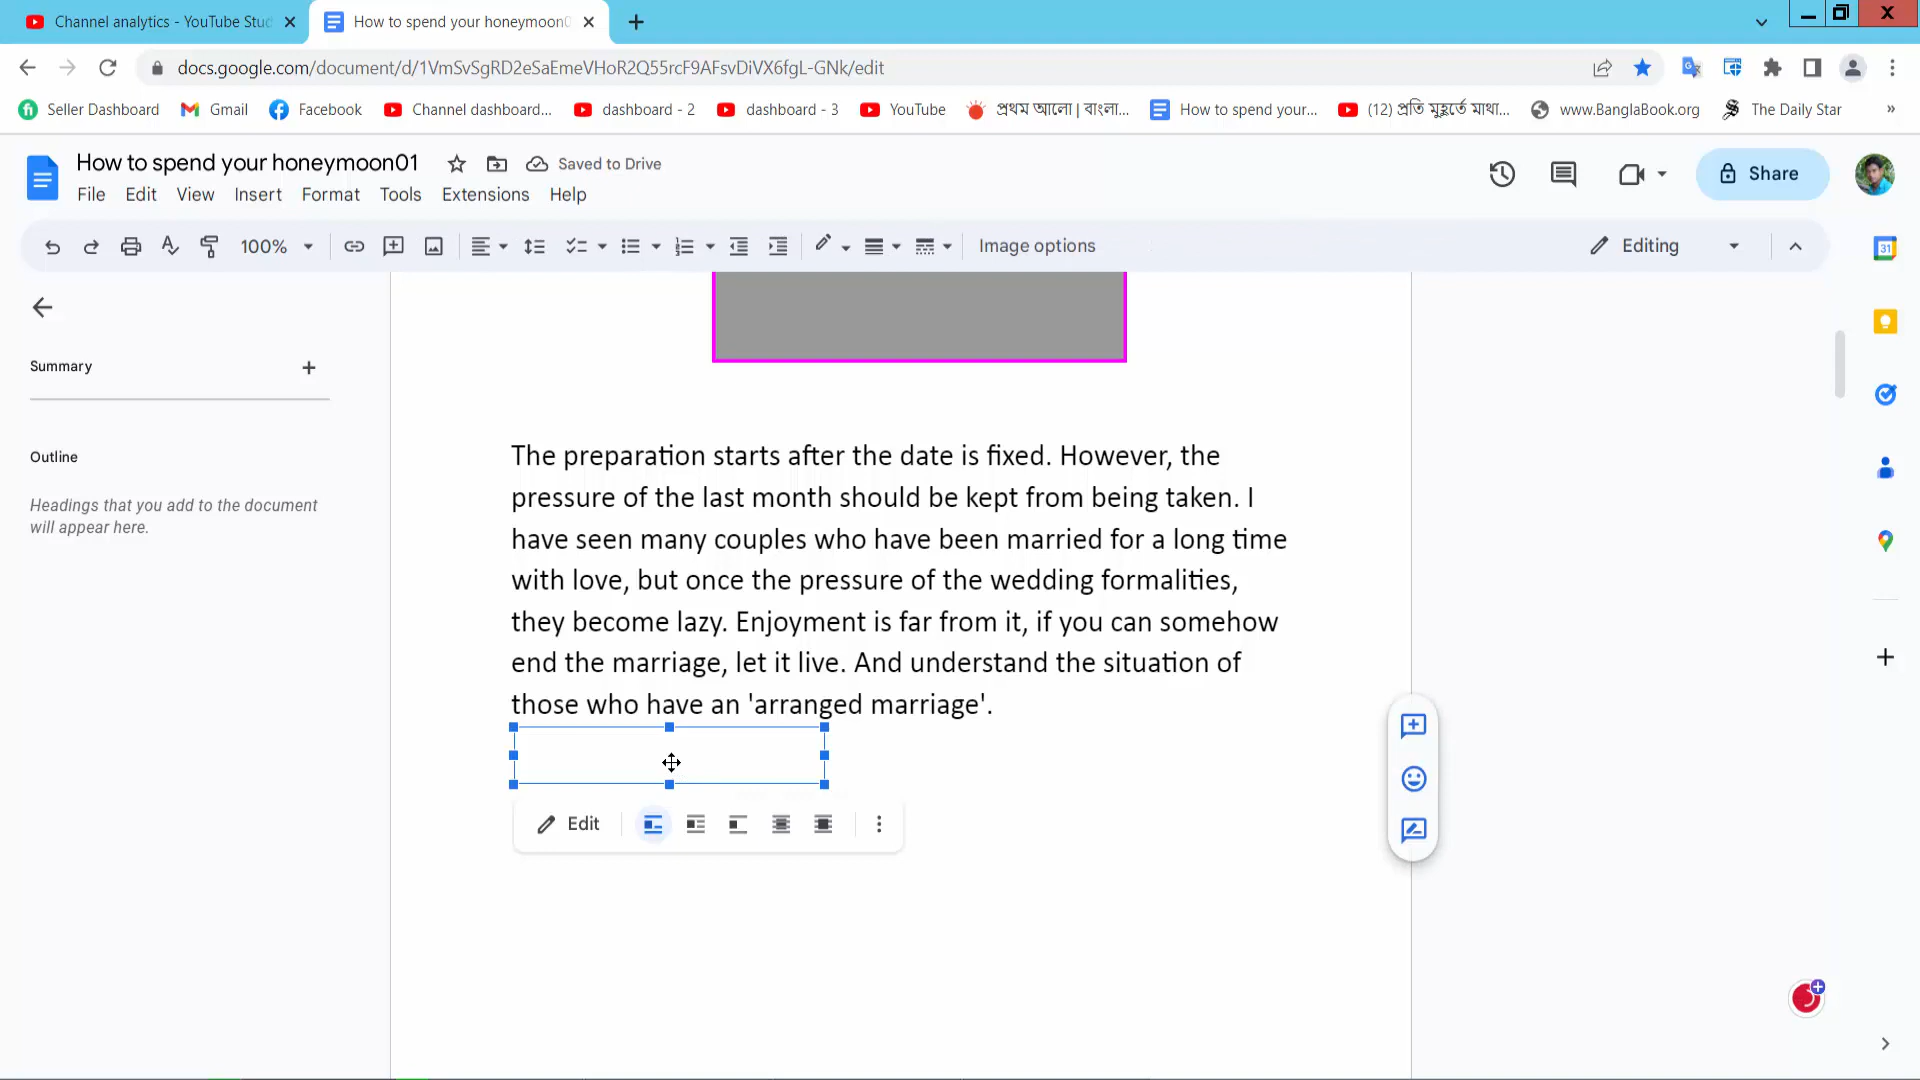 Channel analytics - YouTube Stud
How to spend your honeymoon0
docs.google.com/document/d/1VmSvSgRD2eSaEmeVHoR2Q55rcF9AFsvDiVX6fgL-GNk/edit
Seller Dashboard
Gmail
Facebook
Channel dashboard...
dashboard - 2
dashboard - 3
YouTube
প্রথম আলো | বাংলা...
How to spend your...
(12) প্রতি মুহূর্তে মাথা...
www.BanglaBook.org
The Daily Star
»
How to spend your honeymoon01
Saved to Drive
File Edit View Insert Format Tools Extensions Help
Share
100%
Image options
Editing
31
Summary
Outline
Headings that you add to the document
will appear here.
The preparation starts after the date is fixed. However, the
pressure of the last month should be kept from being taken. I
have seen many couples who have been married for a long time
with love, but once the pressure of the wedding formalities,
they become lazy. Enjoyment is far from it, if you can somehow
end the marriage, let it live. And understand the situation of
those who have an 'arranged marriage'.
Edit